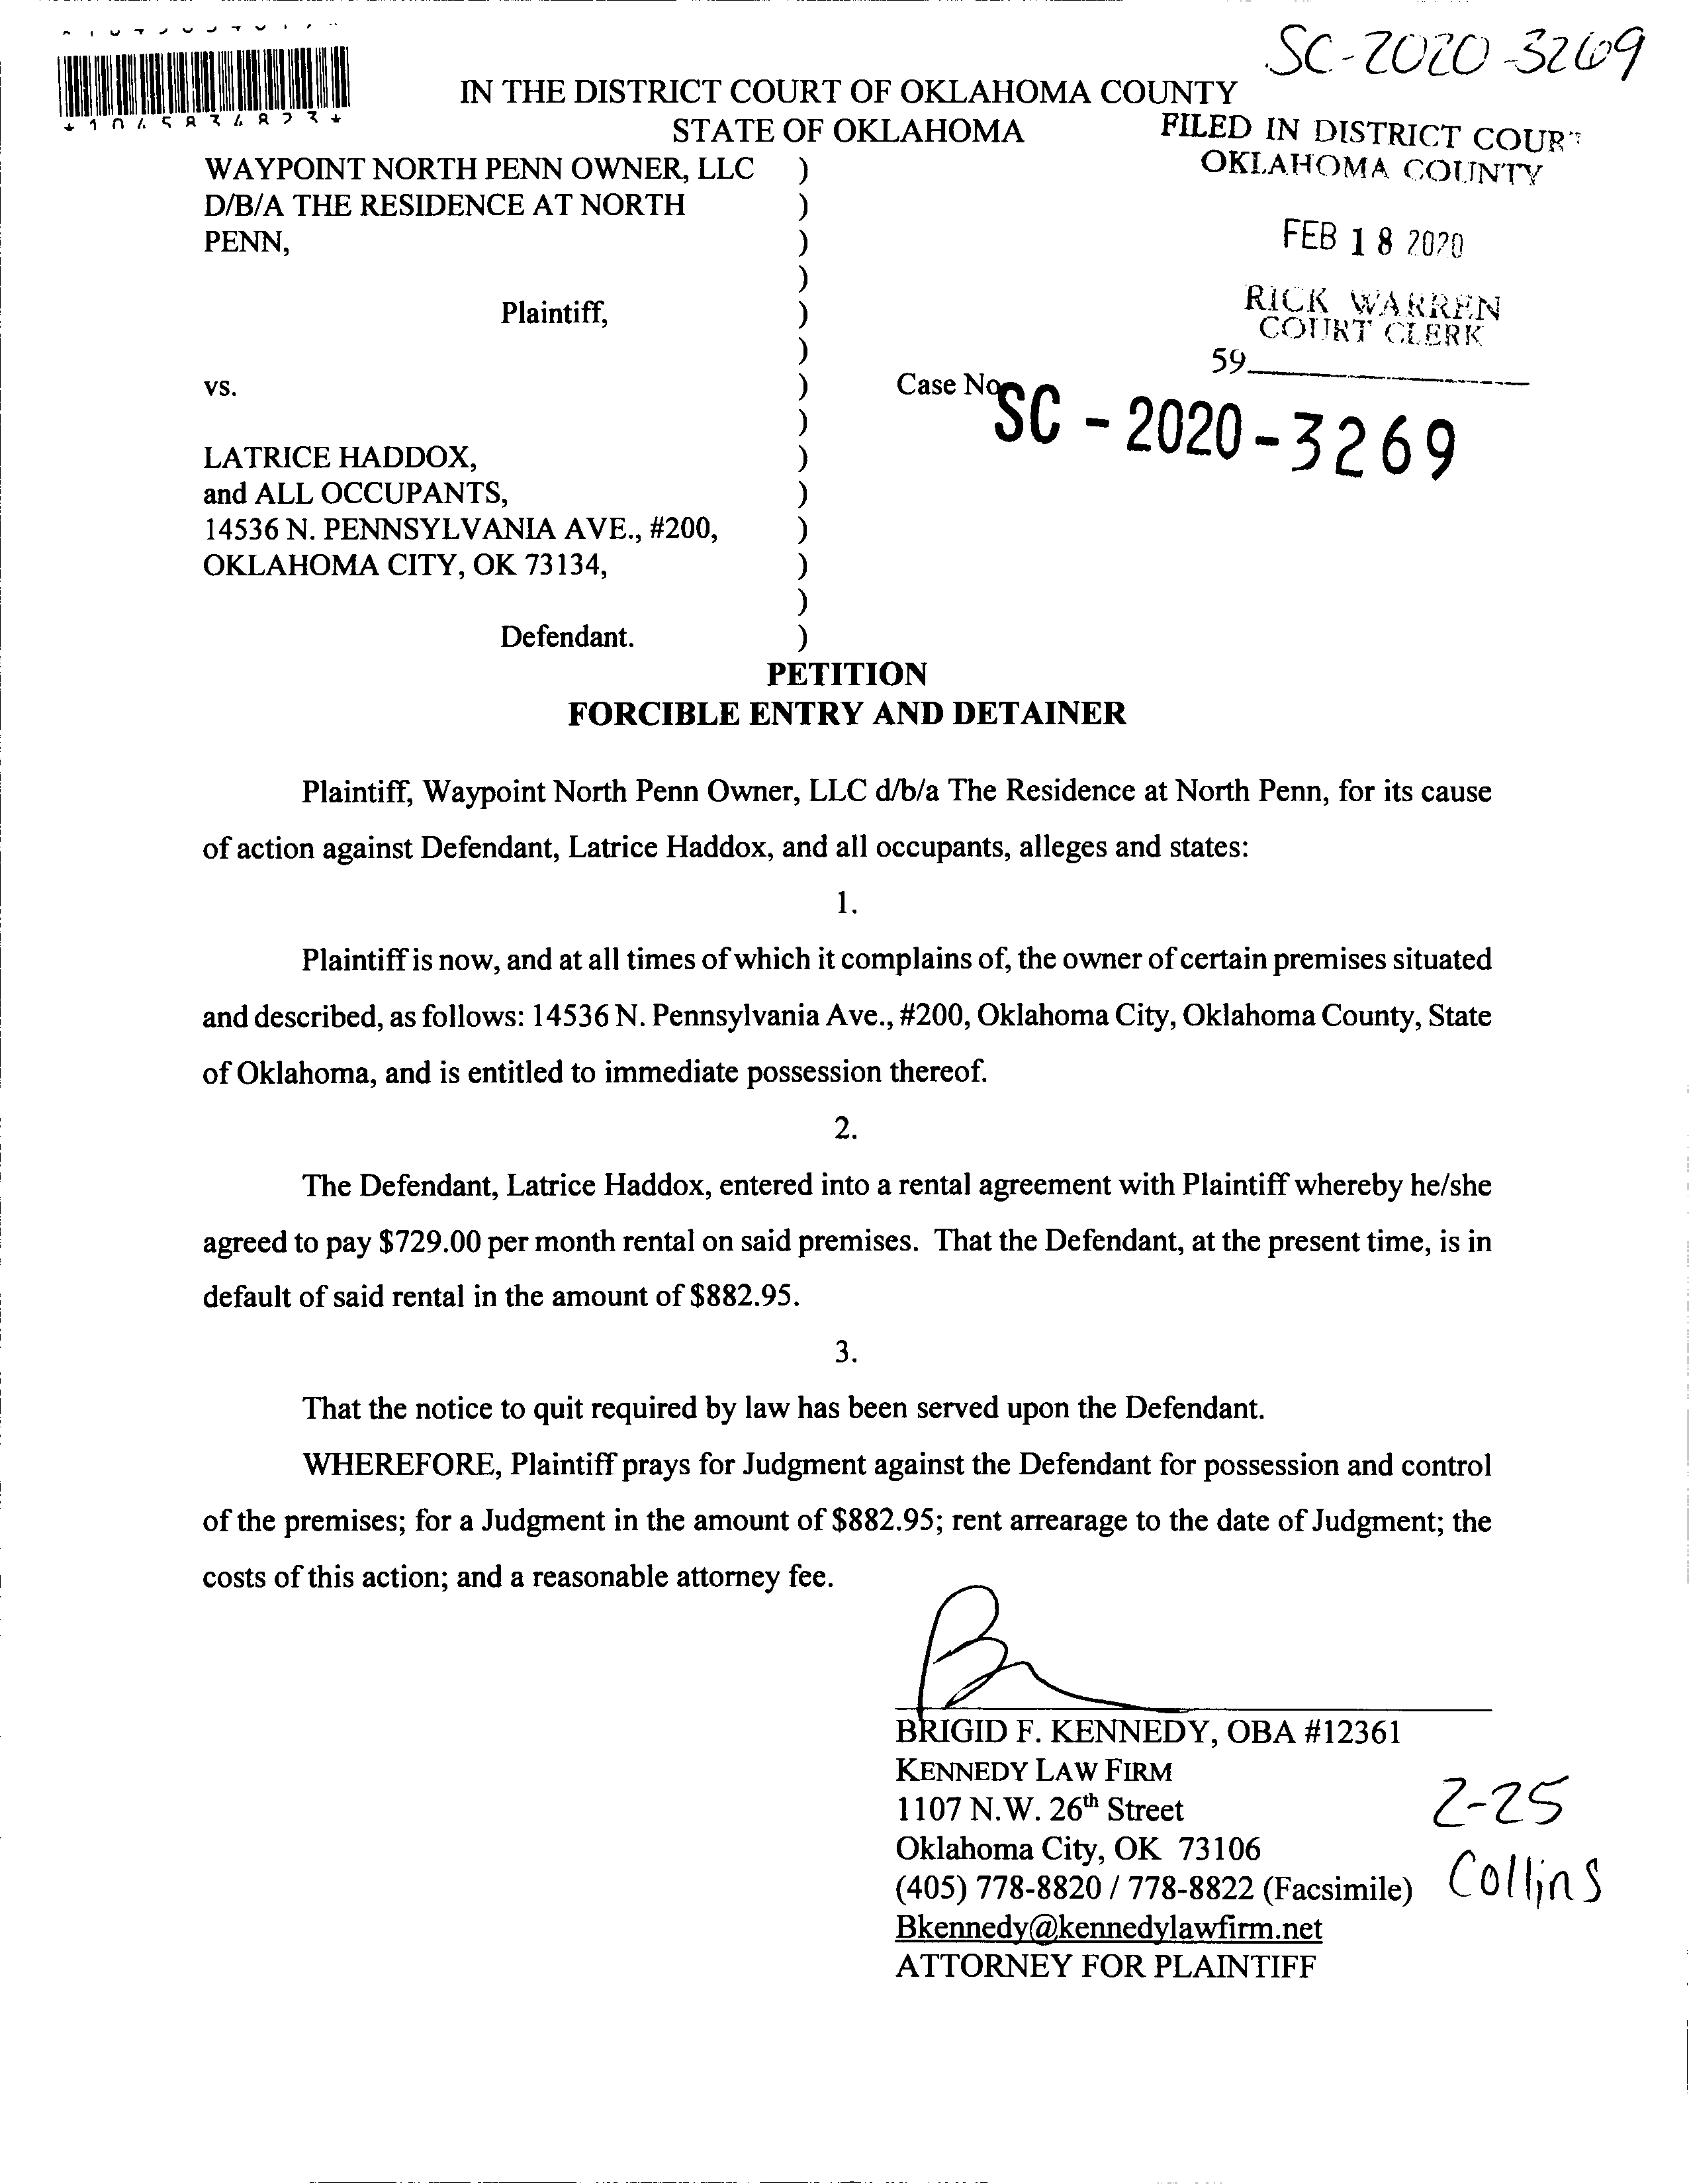 SC-2020-3269
*1045834823*
IN THE DISTRICT COURT OF OKLAHOMA COUNTY
STATE OF OKLAHOMA
FILED IN DISTRICT COURT
OKLAHOMA COUNTY
FEB 18 2020
RICK WARREN
COURT CLERK
59
WAYPOINT NORTH PENN OWNER, LLC )
D/B/A THE RESIDENCE AT NORTH )
PENN, )
)
Plaintiff, )
)
vs. ) Case No. SC-2020-3269
)
LATRICE HADDOX, )
and ALL OCCUPANTS, )
14536 N. PENNSYLVANIA AVE., #200, )
OKLAHOMA CITY, OK 73134, )
)
Defendant. )
PETITION
FORCIBLE ENTRY AND DETAINER
Plaintiff, Waypoint North Penn Owner, LLC d/b/a The Residence at North Penn, for its cause
of action against Defendant, Latrice Haddox, and all occupants, alleges and states:
1.
Plaintiff is now, and at all times of which it complains of, the owner of certain premises situated
and described, as follows: 14536 N. Pennsylvania Ave., #200, Oklahoma City, Oklahoma County, State
of Oklahoma, and is entitled to immediate possession thereof.
2.
The Defendant, Latrice Haddox, entered into a rental agreement with Plaintiff whereby he/she
agreed to pay $729.00 per month rental on said premises. That the Defendant, at the present time, is in
default of said rental in the amount of $882.95.
3.
That the notice to quit required by law has been served upon the Defendant.
WHEREFORE, Plaintiff prays for Judgment against the Defendant for possession and control
of the premises; for a Judgment in the amount of $882.95; rent arrearage to the date of Judgment; the
costs of this action; and a reasonable attorney fee.
BRIGID F. KENNEDY, OBA #12361
KENNEDY LAW FIRM
1107 N.W. 26th Street
Oklahoma City, OK 73106
(405) 778-8820 / 778-8822 (Facsimile)
Bkennedy@kennedylawfirm.net
ATTORNEY FOR PLAINTIFF
2-25
Collins